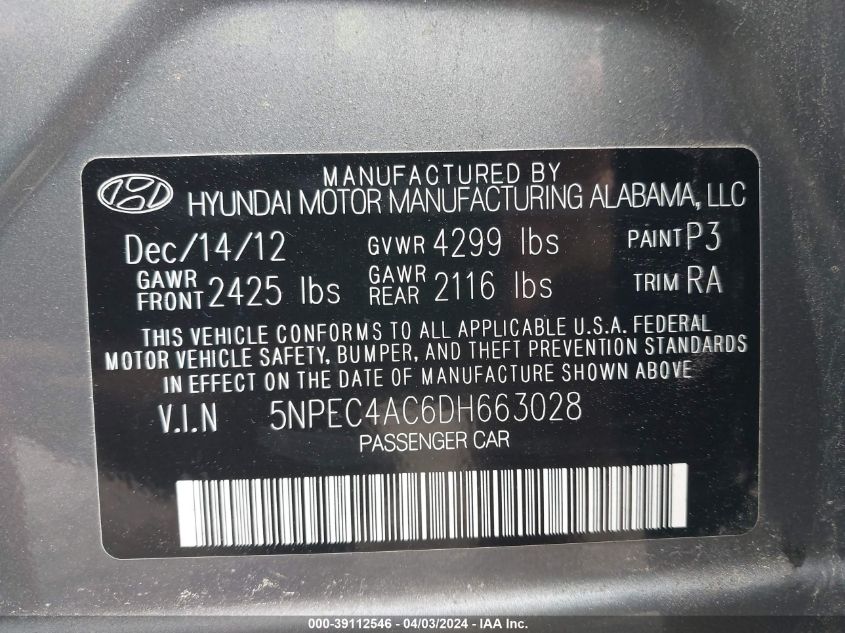 MANUFACTURED BY
HYUNDAI MOTOR MANUFACTURING ALABAMA, LLC
Dec/14/12 GVWR 4299 lbs PAINT P3
GAWR FRONT 2425 lbs GAWR REAR 2116 lbs TRIM RA
THIS VEHICLE CONFORMS TO ALL APPLICABLE U.S.A. FEDERAL
MOTOR VEHICLE SAFETY, BUMPER, AND THEFT PREVENTION STANDARDS
IN EFFECT ON THE DATE OF MANUFACTURE SHOWN ABOVE
V.I.N 5NPEC4AC6DH663028
PASSENGER CAR
000-39112546 - 04/03/2024 - IAA Inc.